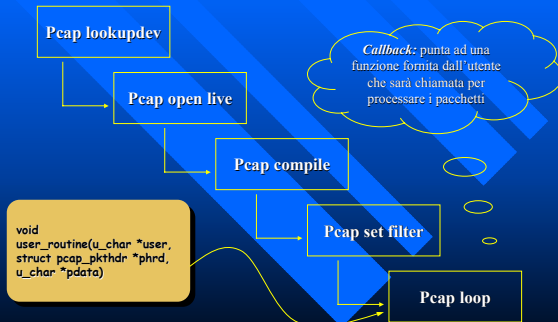 Pcap lookupdev
Callback: punta ad una
funzione fornita dall'utente
che sarà chiamata per
processare i pacchetti
Pcap open live
Pcap compile
Pcap set filter
void
user_routine(u_char *user,
struct pcap_pkthdr *phrd,
u_char *pdata)
Pcap loop